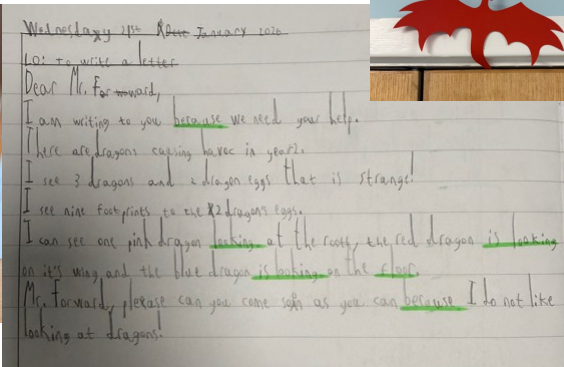 Wednesdaxy 21st January 2026
LO: to write a letter
Dear Mr. Forward,
I am writing to you because we need your help.
There are dragons causing havoc in year2.
I see 3 dragons and 2 dragon eggs that is strange!
I see nine footprints to the 2 dragons eggs.
I can see one pink dragon looking at the roof, the red dragon is looking
on it's wing and the blue dragon is looking on the floor.
Mr. Forward, please can you come soon as you can because I do not like
looking at dragons!